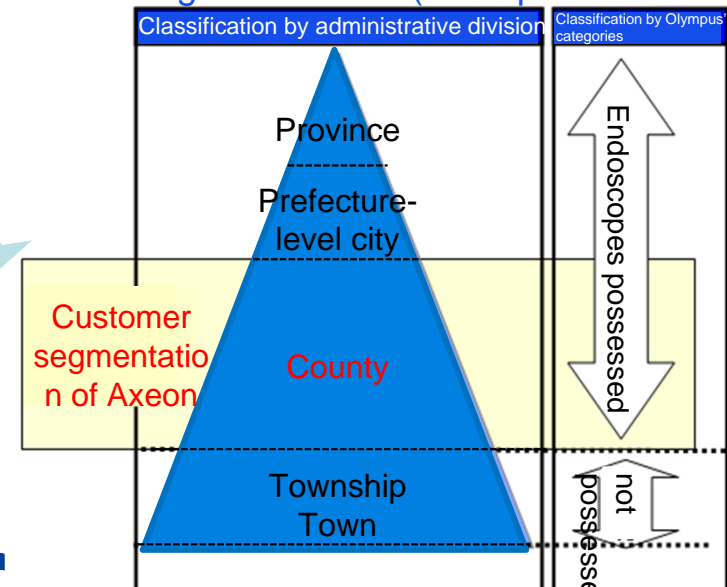 Classification by administrative division
Classification by Olympus'
categories
Province
Prefecture-
level city
Endoscopes possessed
Customer
segmentatio
n of Axeon
County
Township
Town
not